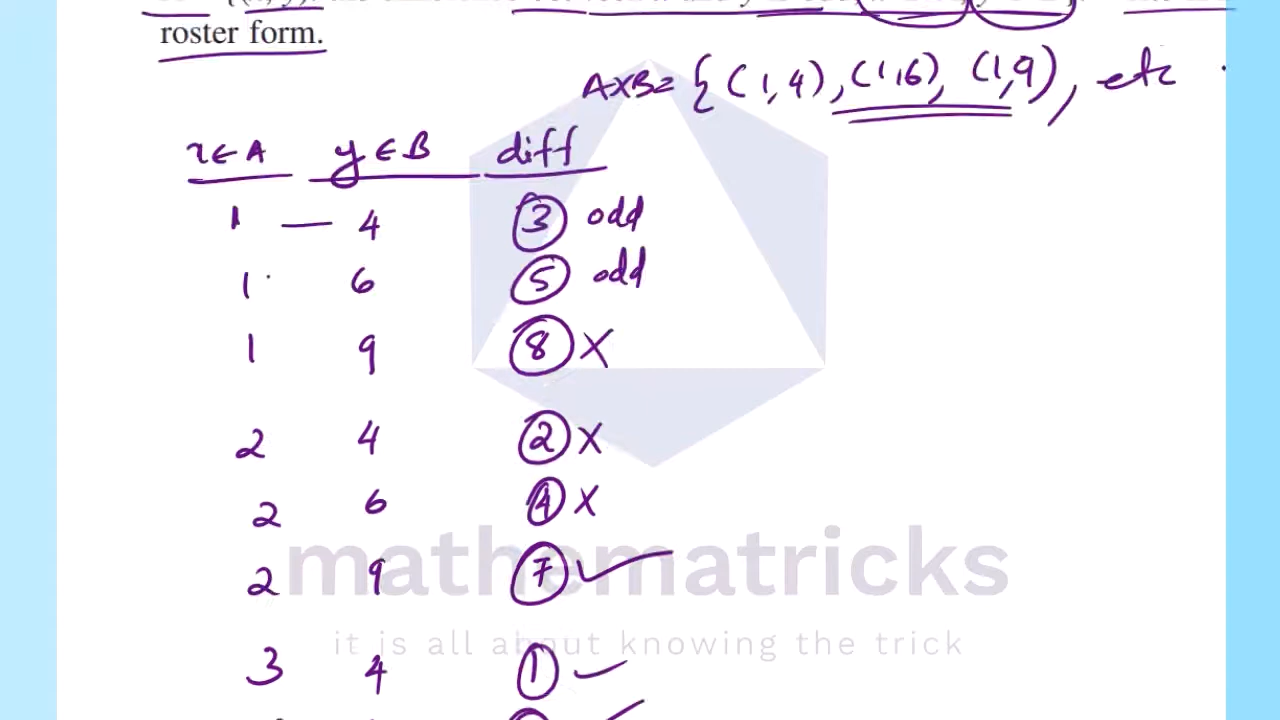 roster form.
A×B= {(1,4), (1,6), (1,9), etc
x∈A y∈B diff
1 — 4 3 odd
1 6 5 odd
1 9 8 X
2 4 2 X
2 6 4 X
2 9 7 ✓
mathematricks
it is all about knowing the trick
3 4 1 ✓